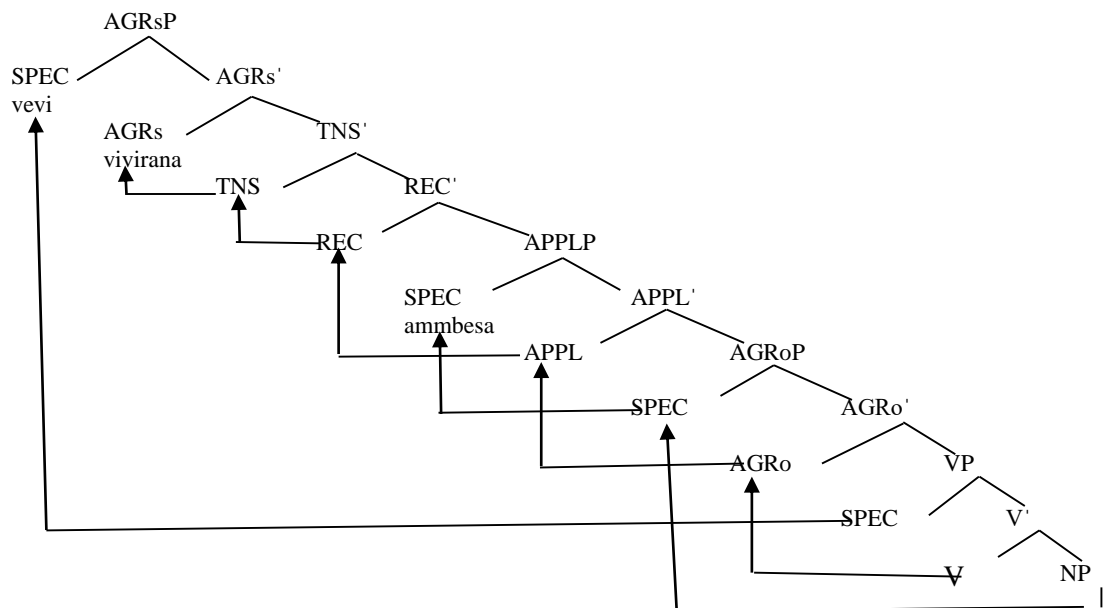 AGRsP
SPEC AGRs'
vevi
AGRs TNS'
vivirana
TNS REC'
REC APPLP
SPEC APPL'
ammbesa
APPL AGRoP
SPEC AGRo'
AGRo VP
SPEC V'
V NP